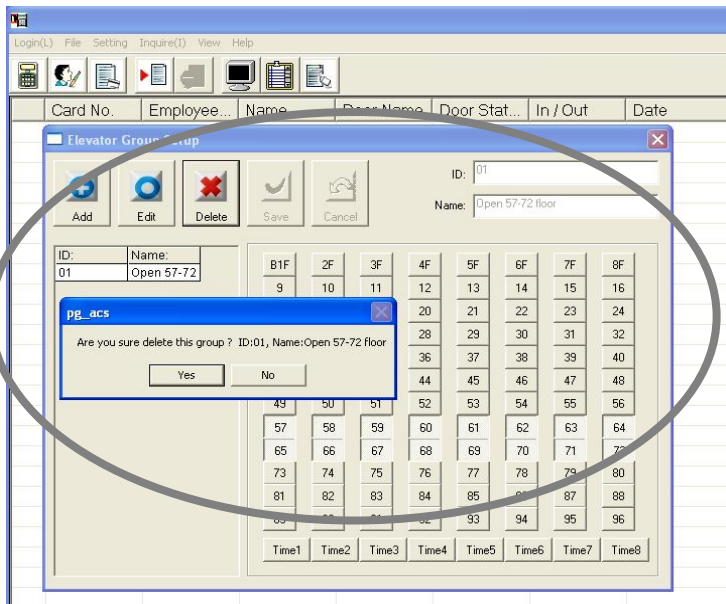 Login(L) File Setting Inquire(I) View Help
Card No. Employee... Name Door Name Door Stat... In / Out Date
Elevator Group Setup
Add Edit Delete Save Cancel
ID: 01
Name: Open 57-72 floor
ID: Name:
01 Open 57-72
B1F 2F 3F 4F 5F 6F 7F 8F
9 10 11 12 13 14 15 16
20 21 22 23 24
28 29 30 31 32
36 37 38 39 40
44 45 46 47 48
49 50 51 52 53 54 55 56
57 58 59 60 61 62 63 64
65 66 67 68 69 70 71 72
73 74 75 76 77 78 79 80
81 82 83 84 85 86 87 88
89 90 91 92 93 94 95 96
Time1 Time2 Time3 Time4 Time5 Time6 Time7 Time8
pg_acs
Are you sure delete this group ? ID:01, Name:Open 57-72 floor
Yes No